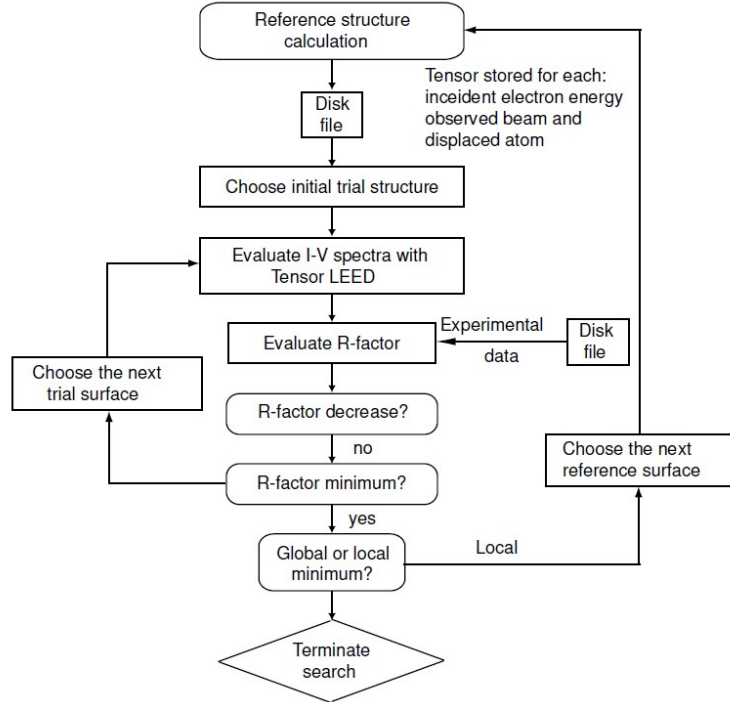 Reference structure
calculation
Tensor stored for each:
inceident electron energy
observed beam and
displaced atom
Disk
file
Choose initial trial structure
Evaluate I-V spectra with
Tensor LEED
Experimental
data
Disk
file
Evaluate R-factor
Choose the next
trial surface
R-factor decrease?
no
Choose the next
reference surface
R-factor minimum?
yes
Global or local
minimum?
Local
Terminate
search